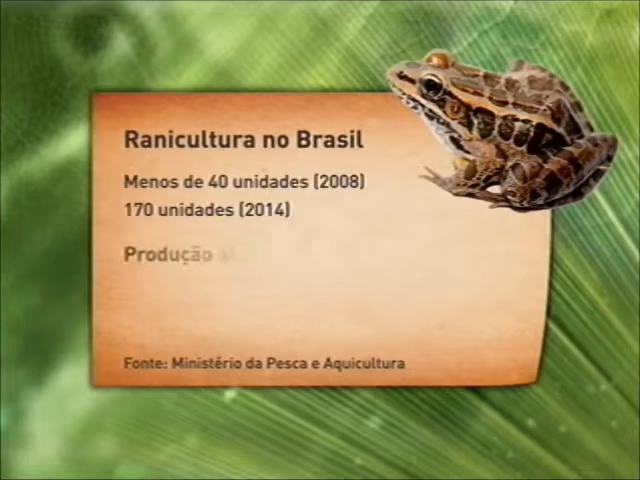 Ranicultura no Brasil
Menos de 40 unidades (2008)
170 unidades (2014)
Produção
Fonte: Ministério da Pesca e Aquicultura